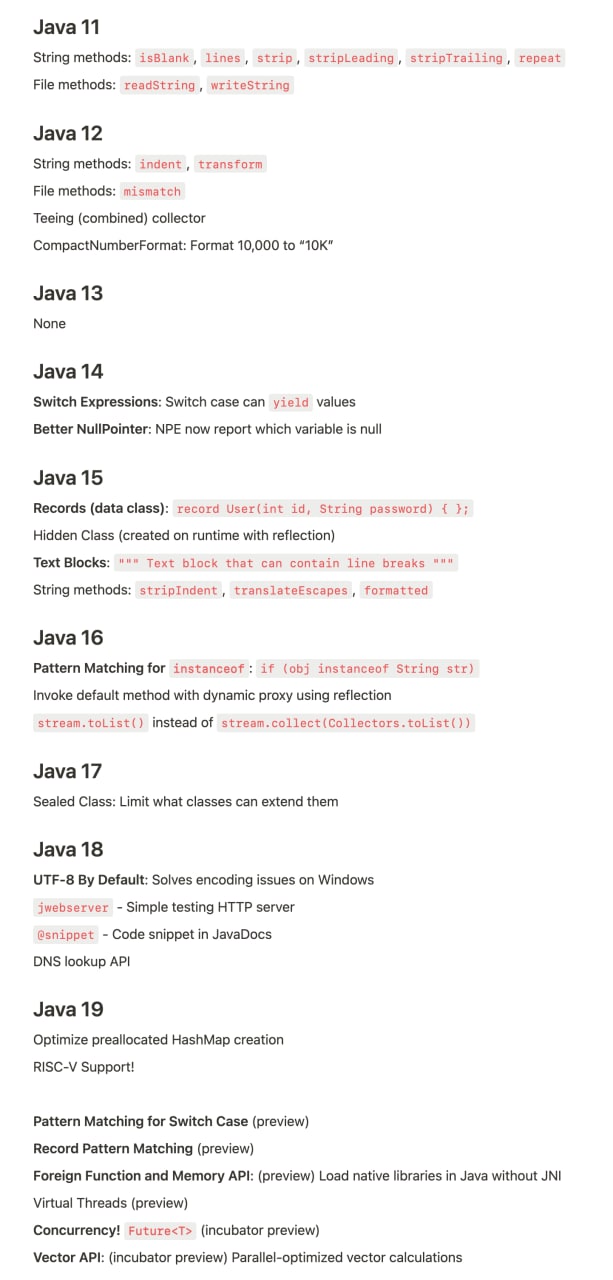 Java 11
String methods: isBlank, lines, strip, stripLeading, stripTrailing, repeat
File methods: readString, writeString
Java 12
String methods: indent, transform
File methods: mismatch
Teeing (combined) collector
CompactNumberFormat: Format 10,000 to “10K”
Java 13
None
Java 14
Switch Expressions: Switch case can yield values
Better NullPointer: NPE now report which variable is null
Java 15
Records (data class): record User(int id, String password) { };
Hidden Class (created on runtime with reflection)
Text Blocks: """ Text block that can contain line breaks """
String methods: stripIndent, translateEscapes, formatted
Java 16
Pattern Matching for instanceof: if (obj instanceof String str)
Invoke default method with dynamic proxy using reflection
stream.toList() instead of stream.collect(Collectors.toList())
Java 17
Sealed Class: Limit what classes can extend them
Java 18
UTF-8 By Default: Solves encoding issues on Windows
jwebserver - Simple testing HTTP server
@snippet - Code snippet in JavaDocs
DNS lookup API
Java 19
Optimize preallocated HashMap creation
RISC-V Support!
Pattern Matching for Switch Case (preview)
Record Pattern Matching (preview)
Foreign Function and Memory API: (preview) Load native libraries in Java without JNI
Virtual Threads (preview)
Concurrency! Future<T> (incubator preview)
Vector API: (incubator preview) Parallel-optimized vector calculations